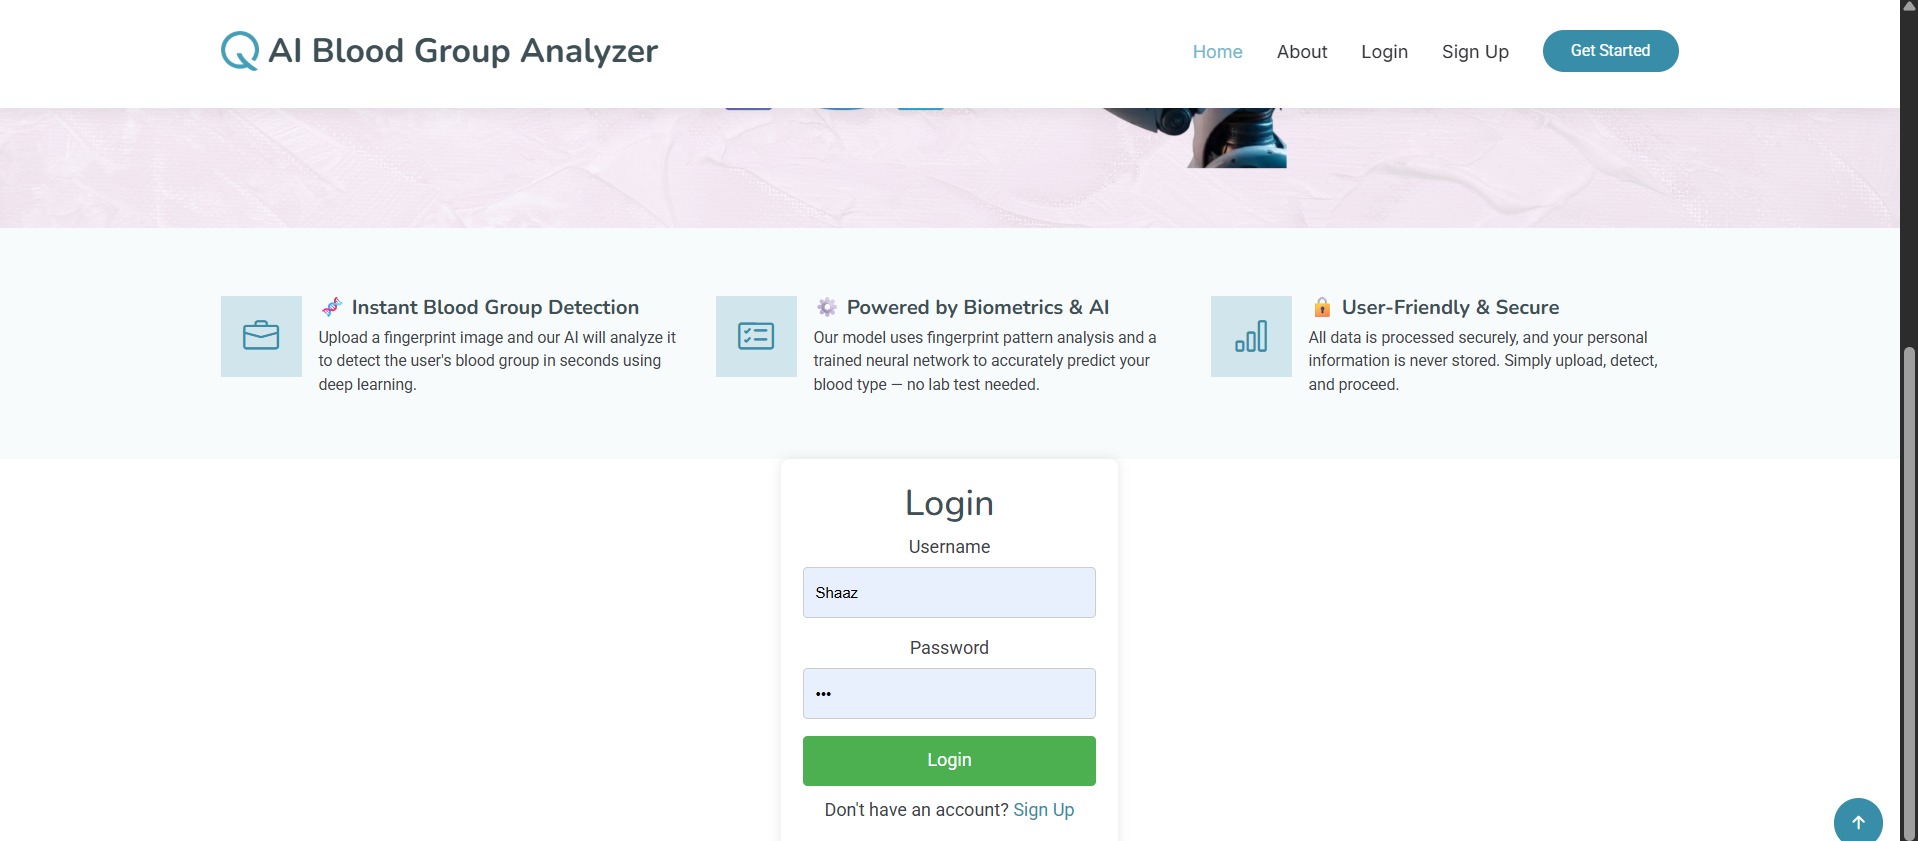 AI Blood Group Analyzer
Home About Login Sign Up Get Started
Instant Blood Group Detection
Upload a fingerprint image and our AI will analyze it
to detect the user's blood group in seconds using
deep learning.
Powered by Biometrics & AI
Our model uses fingerprint pattern analysis and a
trained neural network to accurately predict your
blood type — no lab test needed.
User-Friendly & Secure
All data is processed securely, and your personal
information is never stored. Simply upload, detect,
and proceed.
Login
Username
Shaaz
Password
•••
Login
Don't have an account? Sign Up